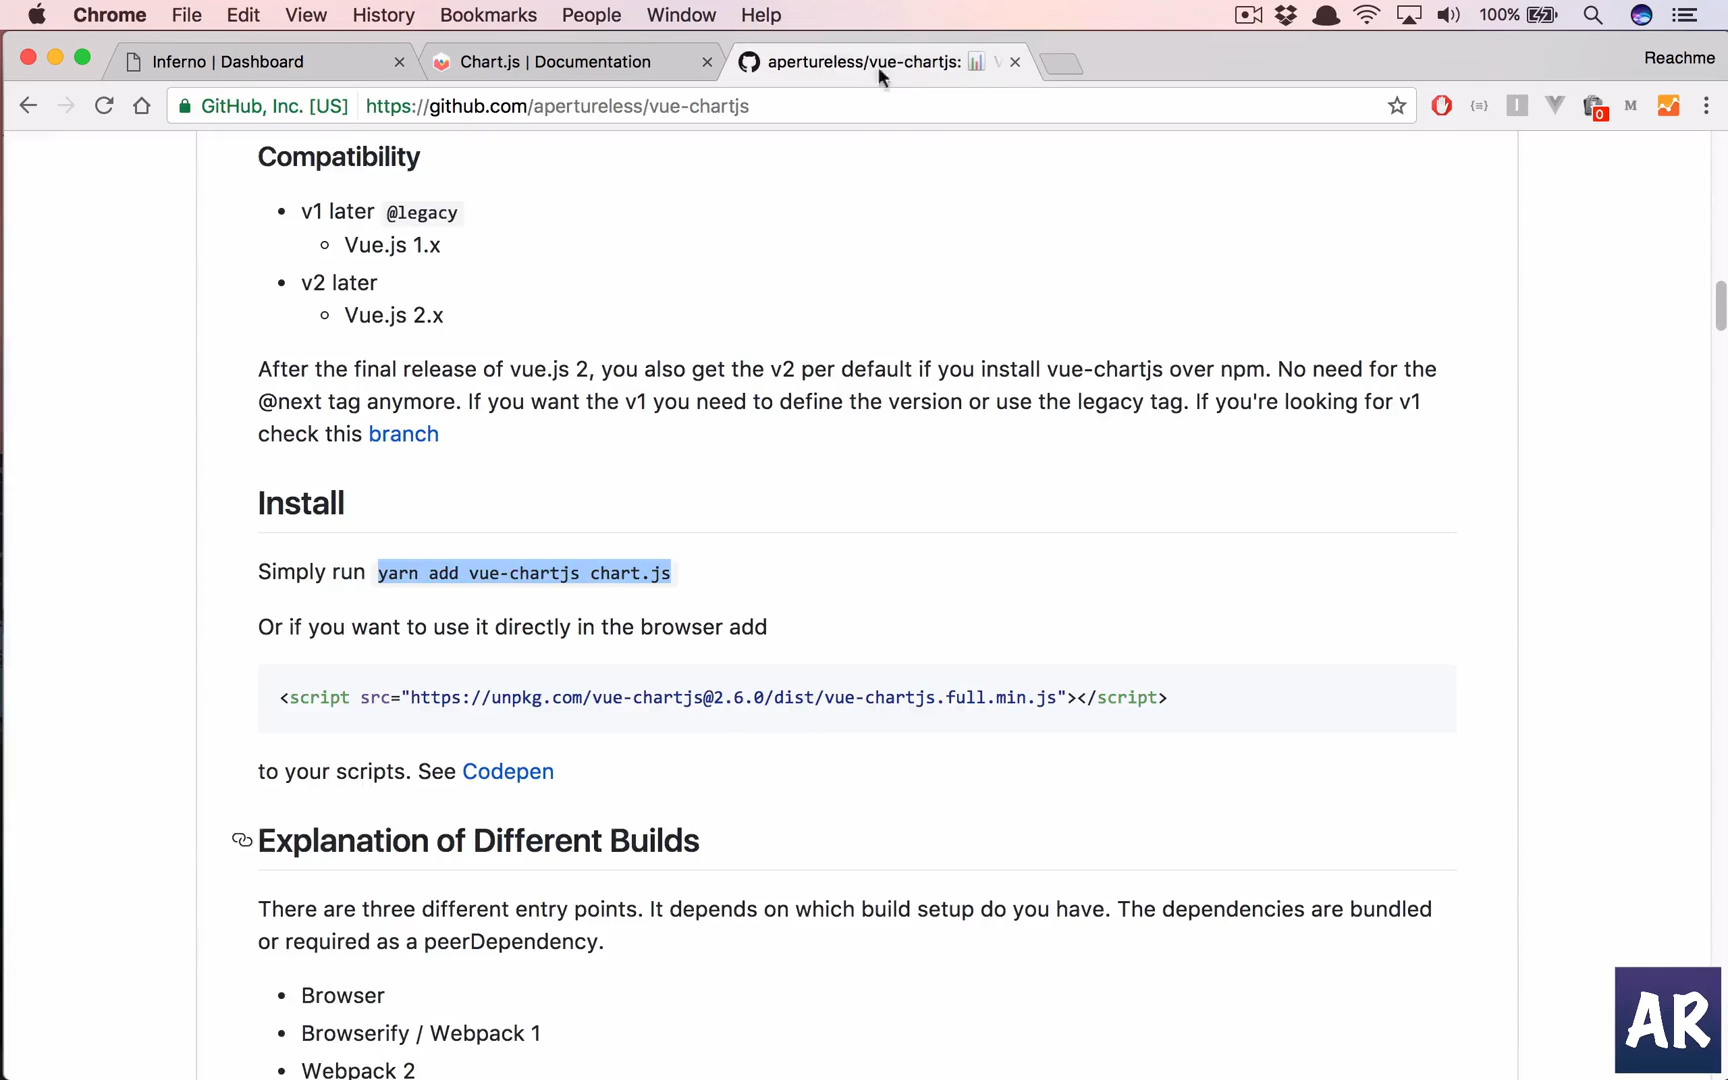 Chrome File Edit View History Bookmarks People Window Help 100%
Inferno | Dashboard Chart.js | Documentation apertureless/vue-chartjs: Reachme
GitHub, Inc. [US] https://github.com/apertureless/vue-chartjs 0 M
Compatibility
v1 later @legacy
Vue.js 1.x
v2 later
Vue.js 2.x
After the final release of vue.js 2, you also get the v2 per default if you install vue-chartjs over npm. No need for the
@next tag anymore. If you want the v1 you need to define the version or use the legacy tag. If you're looking for v1
check this branch
Install
Simply run yarn add vue-chartjs chart.js
Or if you want to use it directly in the browser add
<script src="https://unpkg.com/vue-chartjs@2.6.0/dist/vue-chartjs.full.min.js"></script>
to your scripts. See Codepen
Explanation of Different Builds
There are three different entry points. It depends on which build setup do you have. The dependencies are bundled
or required as a peerDependency.
Browser
Browserify / Webpack 1
Webpack 2
AR